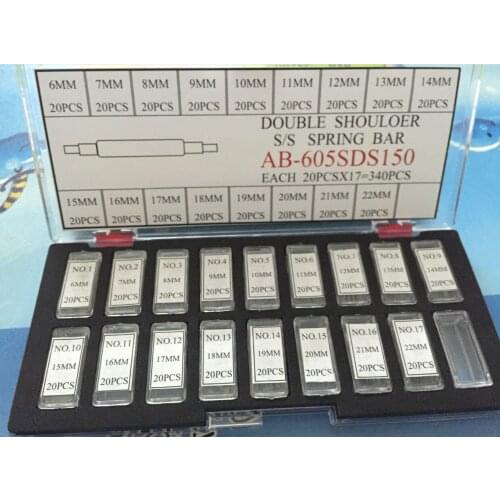 6MM 7MM 8MM 9MM 10MM 11MM 12MM 13MM 14MM
20PCS 20PCS 20PCS 20PCS 20PCS 20PCS 20PCS 20PCS 20PCS
DOUBLE SHOULOER
S/S SPRING BAR
AB-605SDS150
EACH 20PCSX17=340PCS
15MM 16MM 17MM 18MM 19MM 20MM 21MM 22MM
20PCS 20PCS 20PCS 20PCS 20PCS 20PCS 20PCS 20PCS
NO.1 NO.2 NO.3 NO.4 NO.5 NO.6 NO.7 NO.8 NO.9
6MM 7MM 8MM 9MM 10MM 11MM 12MM 13MM 14MM
20PCS 20PCS 20PCS 20PCS 20PCS 20PCS 20PCS 20PCS 20PCS
NO.10 NO.11 NO.12 NO.13 NO.14 NO.15 NO.16 NO.17
15MM 16MM 17MM 18MM 19MM 20MM 21MM 22MM
20PCS 20PCS 20PCS 20PCS 20PCS 20PCS 20PCS 20PCS